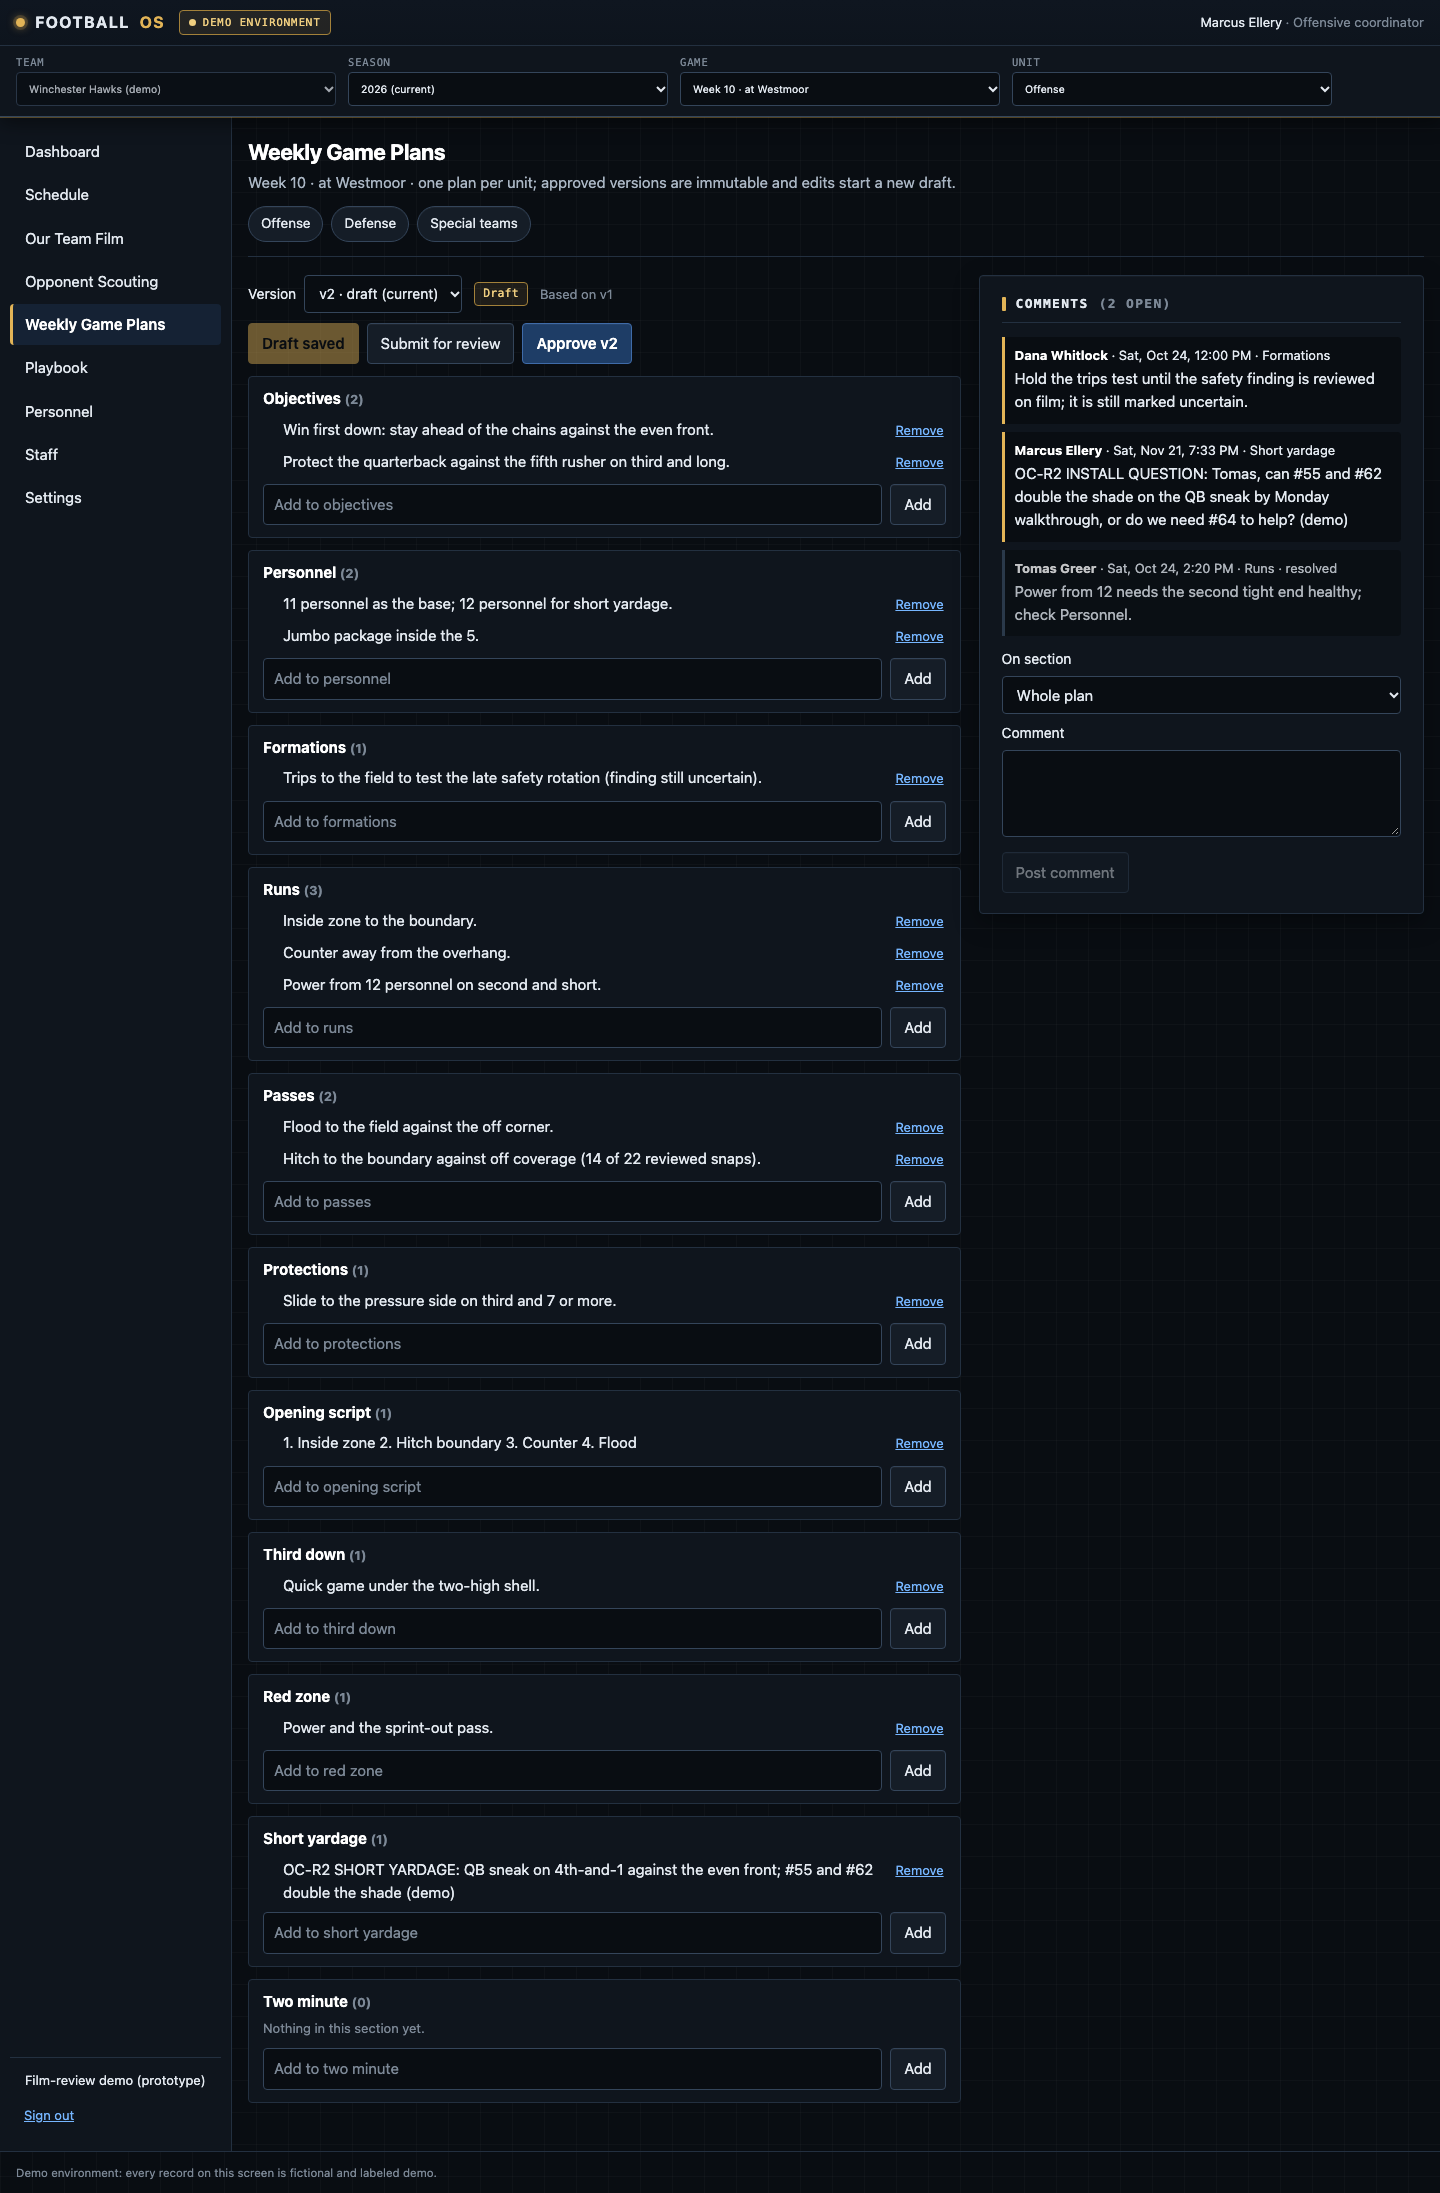 FOOTBALL OS
DEMO ENVIRONMENT
Marcus Ellery · Offensive coordinator
TEAM
Winchester Hawks (demo)
SEASON
2026 (current)
GAME
Week 10 · at Westmoor
UNIT
Offense
Dashboard
Schedule
Our Team Film
Opponent Scouting
Weekly Game Plans
Playbook
Personnel
Staff
Settings
Film-review demo (prototype)
Sign out
Weekly Game Plans
Week 10 · at Westmoor · one plan per unit; approved versions are immutable and edits start a new draft.
Offense
Defense
Special teams
Version
v2 · draft (current)
Draft
Based on v1
Draft saved
Submit for review
Approve v2
Objectives (2)
Win first down: stay ahead of the chains against the even front.
Remove
Protect the quarterback against the fifth rusher on third and long.
Remove
Add to objectives
Add
Personnel (2)
11 personnel as the base; 12 personnel for short yardage.
Remove
Jumbo package inside the 5.
Remove
Add to personnel
Add
Formations (1)
Trips to the field to test the late safety rotation (finding still uncertain).
Remove
Add to formations
Add
Runs (3)
Inside zone to the boundary.
Remove
Counter away from the overhang.
Remove
Power from 12 personnel on second and short.
Remove
Add to runs
Add
Passes (2)
Flood to the field against the off corner.
Remove
Hitch to the boundary against off coverage (14 of 22 reviewed snaps).
Remove
Add to passes
Add
Protections (1)
Slide to the pressure side on third and 7 or more.
Remove
Add to protections
Add
Opening script (1)
1. Inside zone 2. Hitch boundary 3. Counter 4. Flood
Remove
Add to opening script
Add
Third down (1)
Quick game under the two-high shell.
Remove
Add to third down
Add
Red zone (1)
Power and the sprint-out pass.
Remove
Add to red zone
Add
Short yardage (1)
OC-R2 SHORT YARDAGE: QB sneak on 4th-and-1 against the even front; #55 and #62
double the shade (demo)
Remove
Add to short yardage
Add
Two minute (0)
Nothing in this section yet.
Add to two minute
Add
COMMENTS (2 OPEN)
Dana Whitlock · Sat, Oct 24, 12:00 PM · Formations
Hold the trips test until the safety finding is reviewed
on film; it is still marked uncertain.
Marcus Ellery · Sat, Nov 21, 7:33 PM · Short yardage
OC-R2 INSTALL QUESTION: Tomas, can #55 and #62
double the shade on the QB sneak by Monday
walkthrough, or do we need #64 to help? (demo)
Tomas Greer · Sat, Oct 24, 2:20 PM · Runs · resolved
Power from 12 needs the second tight end healthy;
check Personnel.
On section
Whole plan
Comment
Post comment
Demo environment: every record on this screen is fictional and labeled demo.